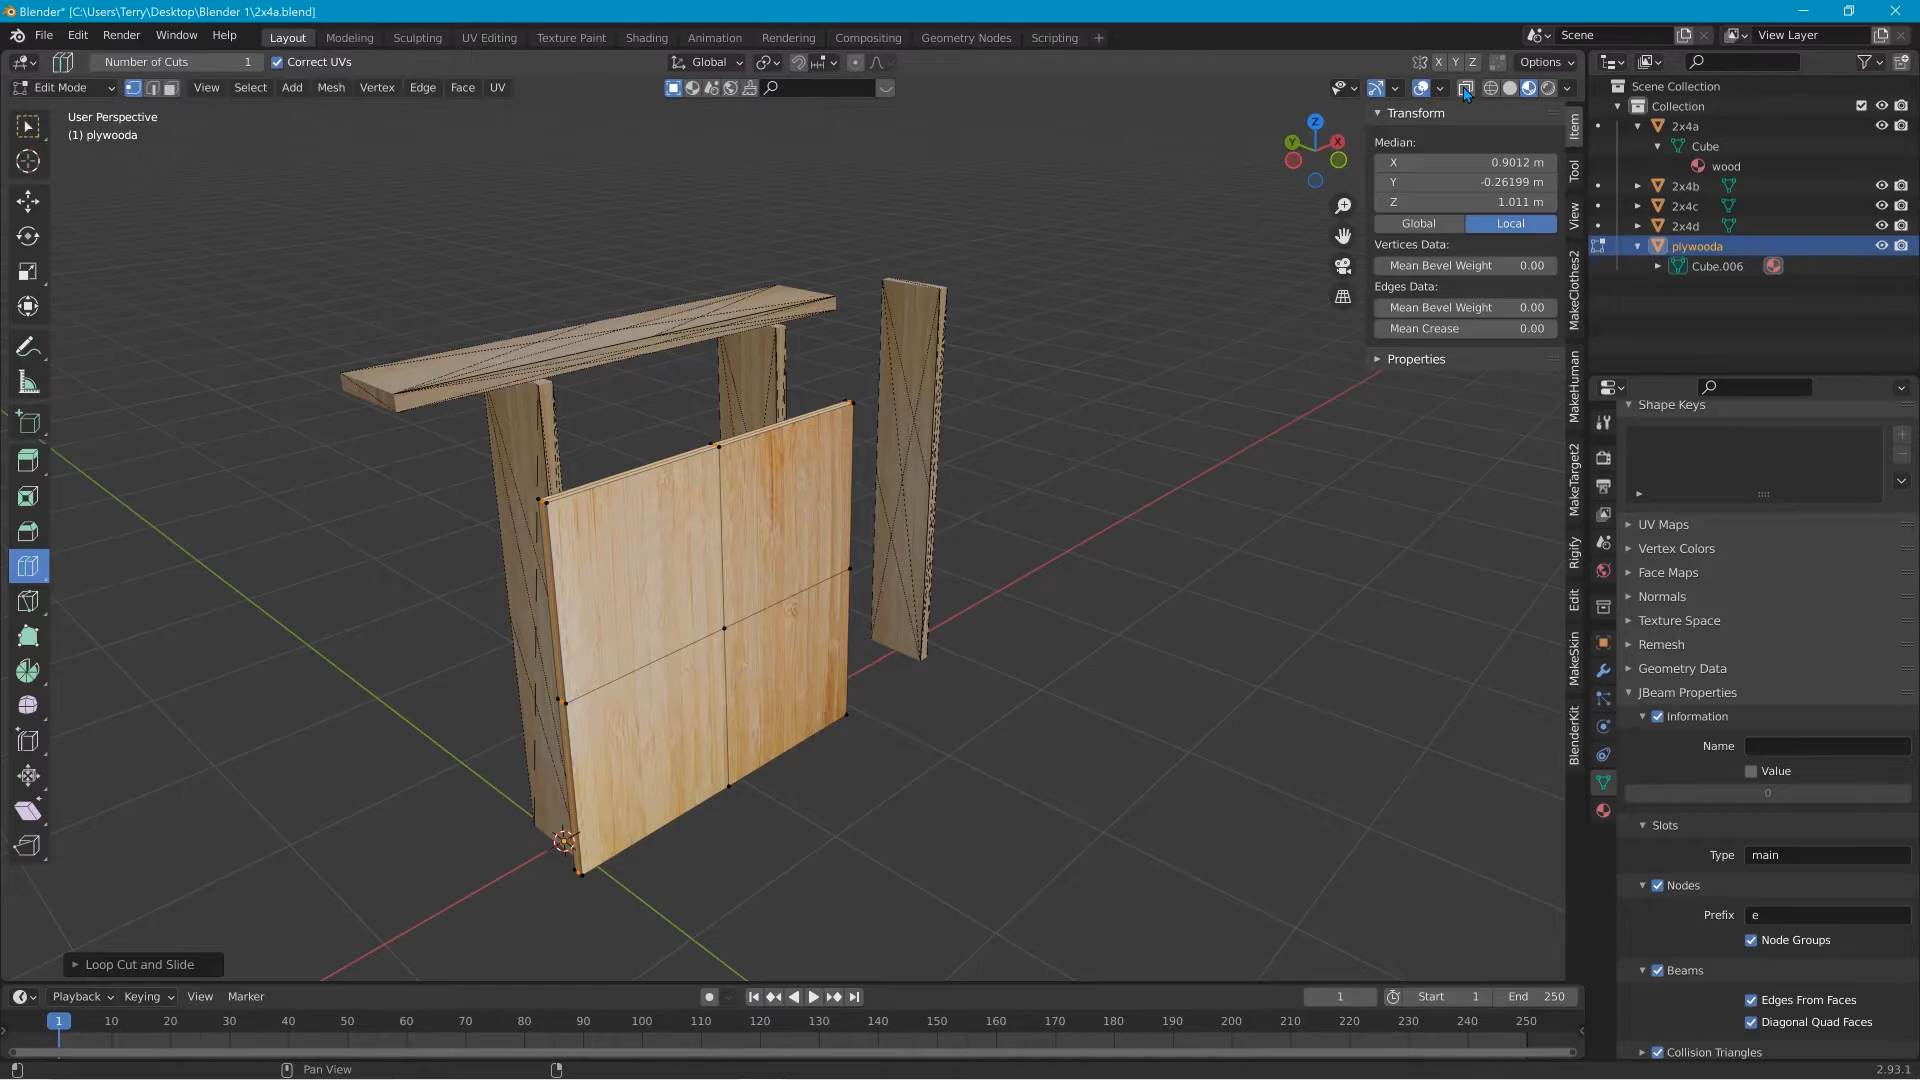 Blender* [C:\Users\Terry\Desktop\Blender 1\2x4a.blend]
File Edit Render Window Help
Layout Modeling Sculpting UV Editing Texture Paint Shading Animation Rendering Compositing Geometry Nodes Scripting +
Scene
View Layer
Number of Cuts 1
Correct UVs
Global
X Y Z
Options
Edit Mode
View Select Add Mesh Vertex Edge Face UV
User Perspective
(1) plywooda
Z
Y
X
Transform
Median:
X 0.9012 m
Y -0.26199 m
Z 1.011 m
Global Local
Vertices Data:
Mean Bevel Weight 0.00
Edges Data:
Mean Bevel Weight 0.00
Mean Crease 0.00
Properties
Item
Tool
View
MakeClothes2
MakeHuman
MakeTarget2
Rigify
Edit
MakeSkin
BlenderKit
Scene Collection
Collection
2x4a
Cube
wood
2x4b
2x4c
2x4d
plywooda
Cube.006
Shape Keys
UV Maps
Vertex Colors
Face Maps
Normals
Texture Space
Remesh
Geometry Data
JBeam Properties
Information
Name
Value
0
Slots
Type main
Nodes
Prefix e
Node Groups
Beams
Edges From Faces
Diagonal Quad Faces
Collision Triangles
Loop Cut and Slide
Playback Keying View Marker
1
Start 1
End 250
1 10 20 30 40 50 60 70 80 90 100 110 120 130 140 150 160 170 180 190 200 210 220 230 240 250
Pan View
2.93.1